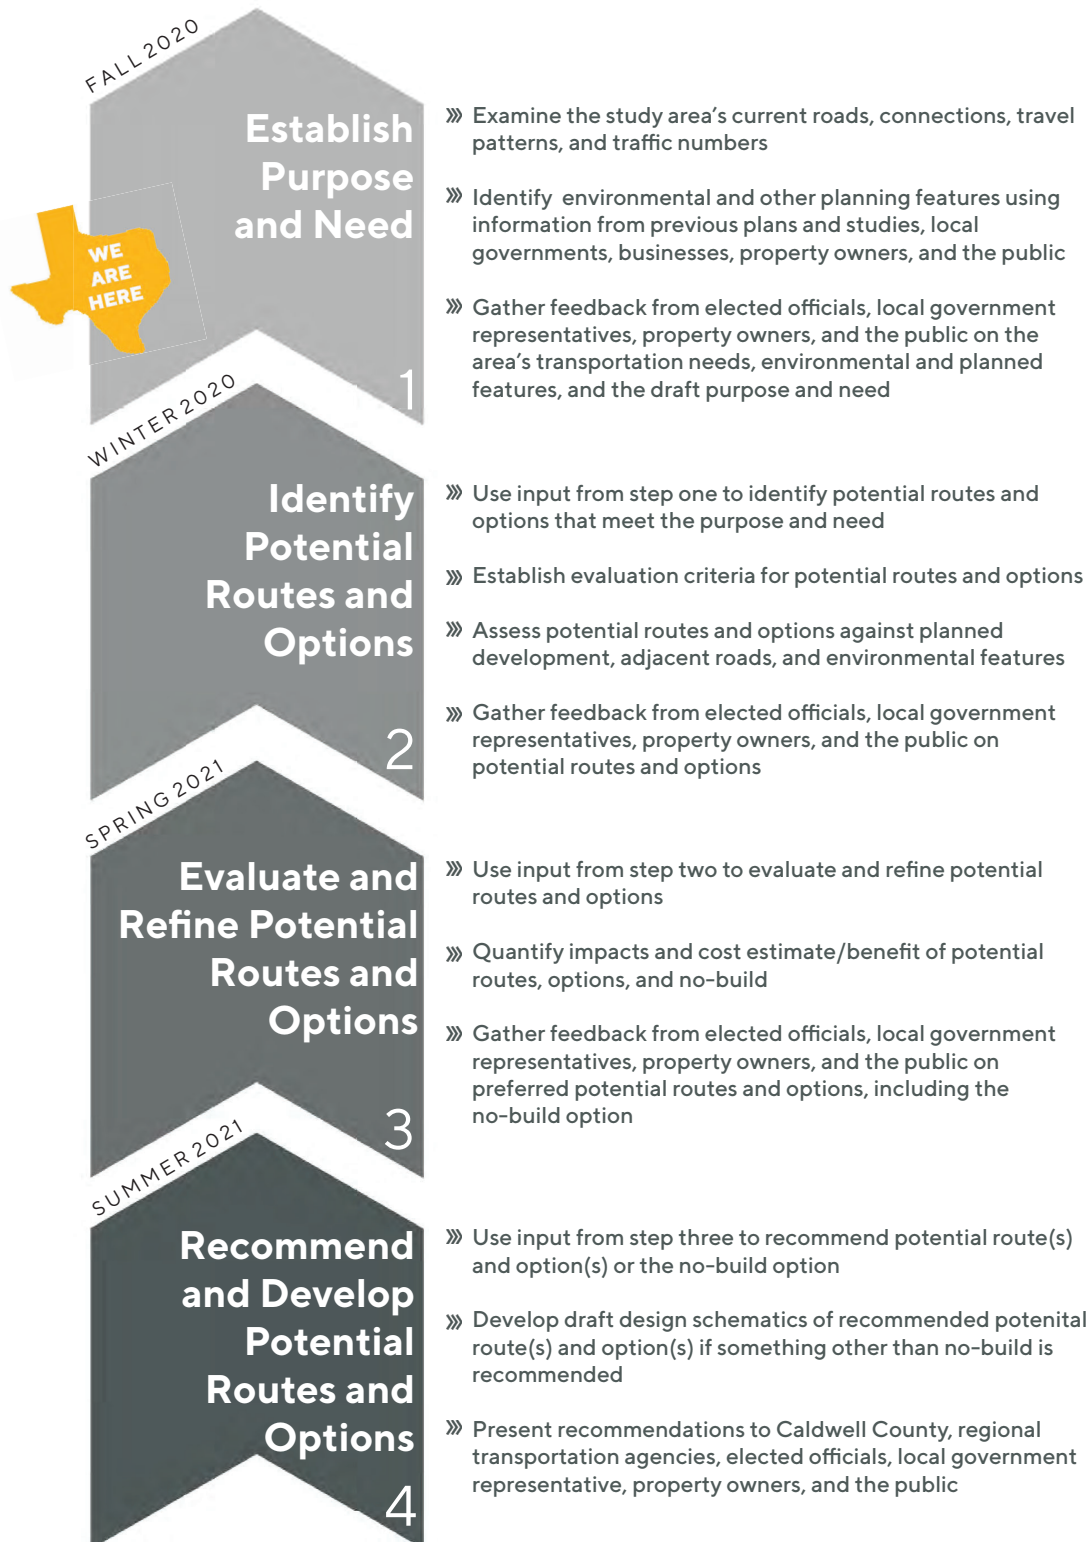 FALL 2020
Establish
Purpose
and Need
WE
ARE
HERE
1
Examine the study area's current roads, connections, travel
patterns, and traffic numbers
Identify environmental and other planning features using
information from previous plans and studies, local
governments, businesses, property owners, and the public
Gather feedback from elected officials, local government
representatives, property owners, and the public on the
area's transportation needs, environmental and planned
features, and the draft purpose and need
WINTER 2020
Identify
Potential
Routes and
Options
2
Use input from step one to identify potential routes and
options that meet the purpose and need
Establish evaluation criteria for potential routes and options
Assess potential routes and options against planned
development, adjacent roads, and environmental features
Gather feedback from elected officials, local government
representatives, property owners, and the public on
potential routes and options
SPRING 2021
Evaluate and
Refine Potential
Routes and
Options
3
Use input from step two to evaluate and refine potential
routes and options
Quantify impacts and cost estimate/benefit of potential
routes, options, and no-build
Gather feedback from elected officials, local government
representatives, property owners, and the public on
preferred potential routes and options, including the
no-build option
SUMMER 2021
Recommend
and Develop
Potential
Routes and
Options
4
Use input from step three to recommend potential route(s)
and option(s) or the no-build option
Develop draft design schematics of recommended potenital
route(s) and option(s) if something other than no-build is
recommended
Present recommendations to Caldwell County, regional
transportation agencies, elected officials, local government
representative, property owners, and the public